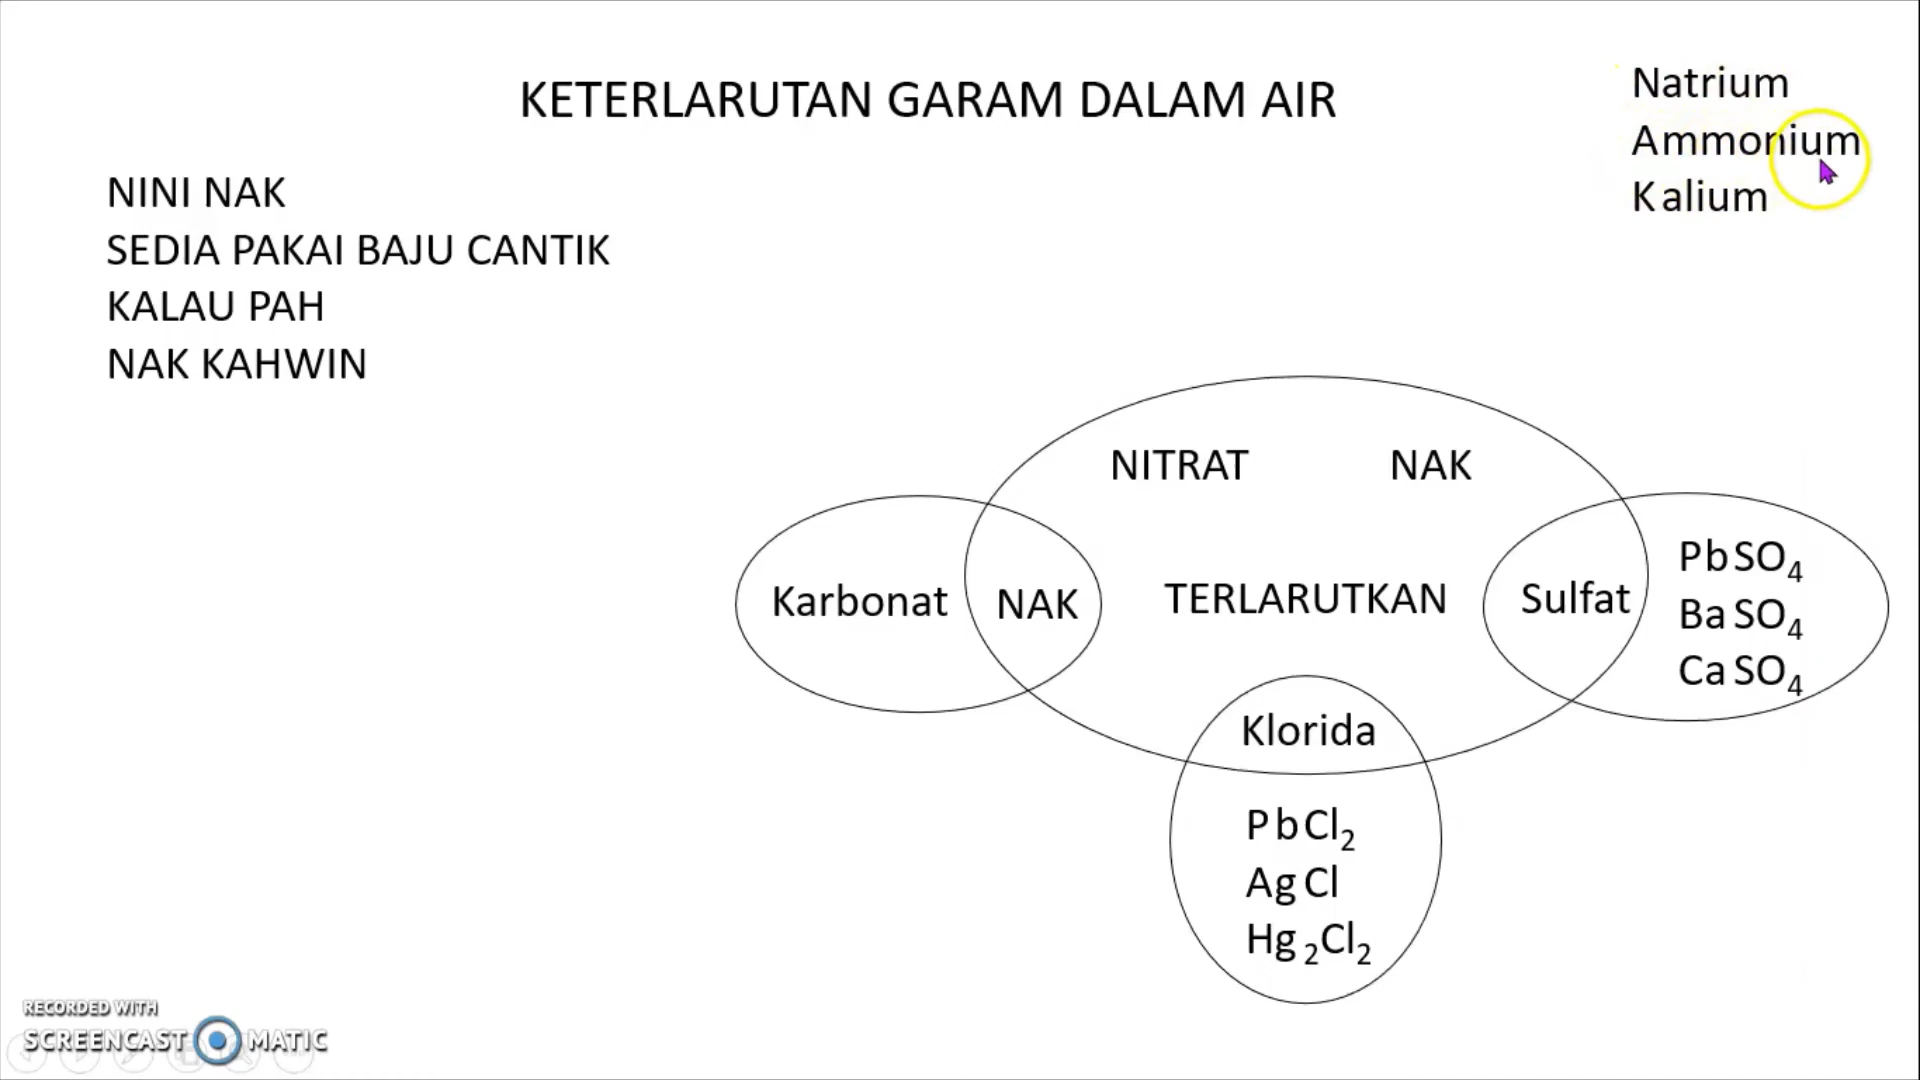 KETERLARUTAN GARAM DALAM AIR
Natrium
Ammonium
Kalium
NINI NAK
SEDIA PAKAI BAJU CANTIK
KALAU PAH
NAK KAHWIN
NITRAT NAK
Karbonat NAK TERLARUTKAN Sulfat
PbSO4
BaSO4
CaSO4
Klorida
PbCl2
AgCl
Hg2Cl2
RECORDED WITH
SCREENCAST MATIC